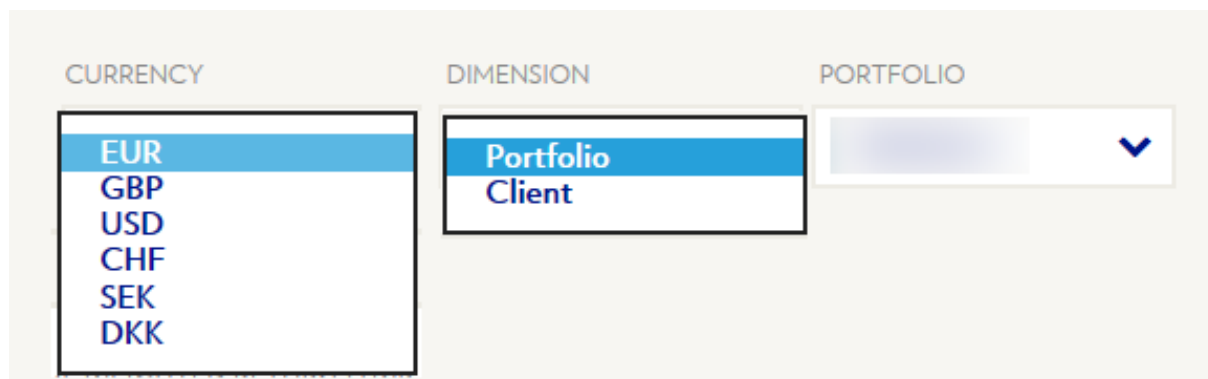 CURRENCY
DIMENSION
PORTFOLIO
EUR
GBP
USD
CHF
SEK
DKK
Portfolio
Client